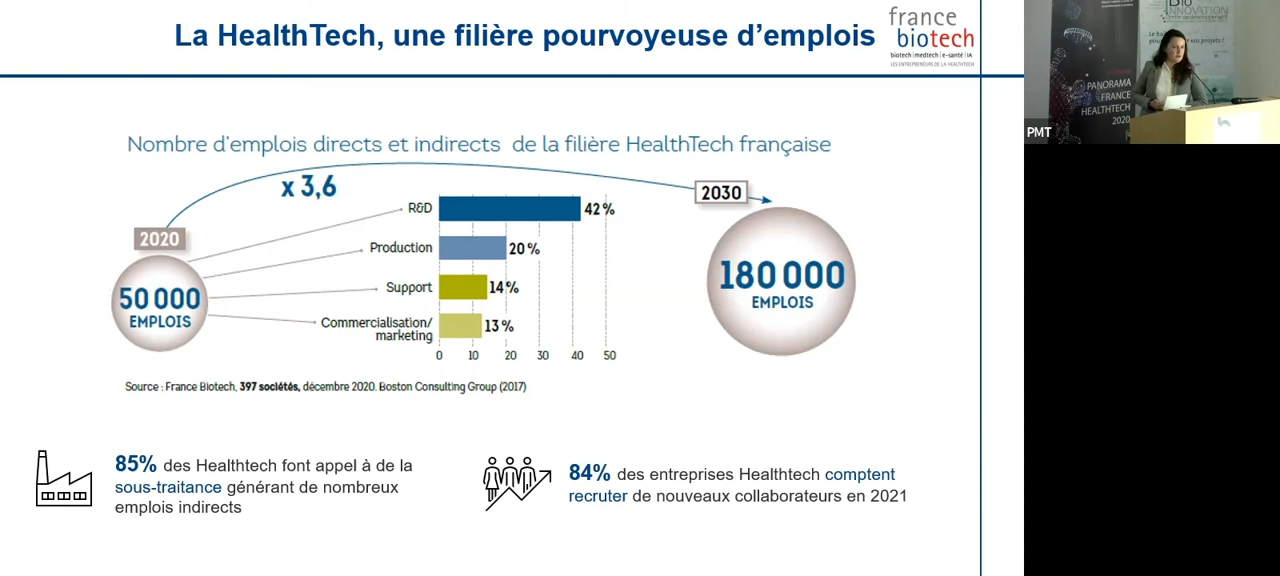 La HealthTech, une filière pourvoyeuse d'emplois
france
biotech
biotech|medtech|e-santé|IA
LES ENTREPRENEURS DE LA HEALTHTECH
Nombre d'emplois directs et indirects de la filière HealthTech française
x 3,6
2020
50 000
EMPLOIS
R&D 42 %
Production 20 %
Support 14 %
Commercialisation/
marketing 13 %
0 10 20 30 40 50
2030
180 000
EMPLOIS
Source : France Biotech, 397 sociétés, décembre 2020. Boston Consulting Group (2017)
85% des Healthtech font appel à de la
sous-traitance générant de nombreux
emplois indirects
84% des entreprises Healthtech comptent
recruter de nouveaux collaborateurs en 2021
PANORAMA
FRANCE
HEALTHTECH
2020
PMT